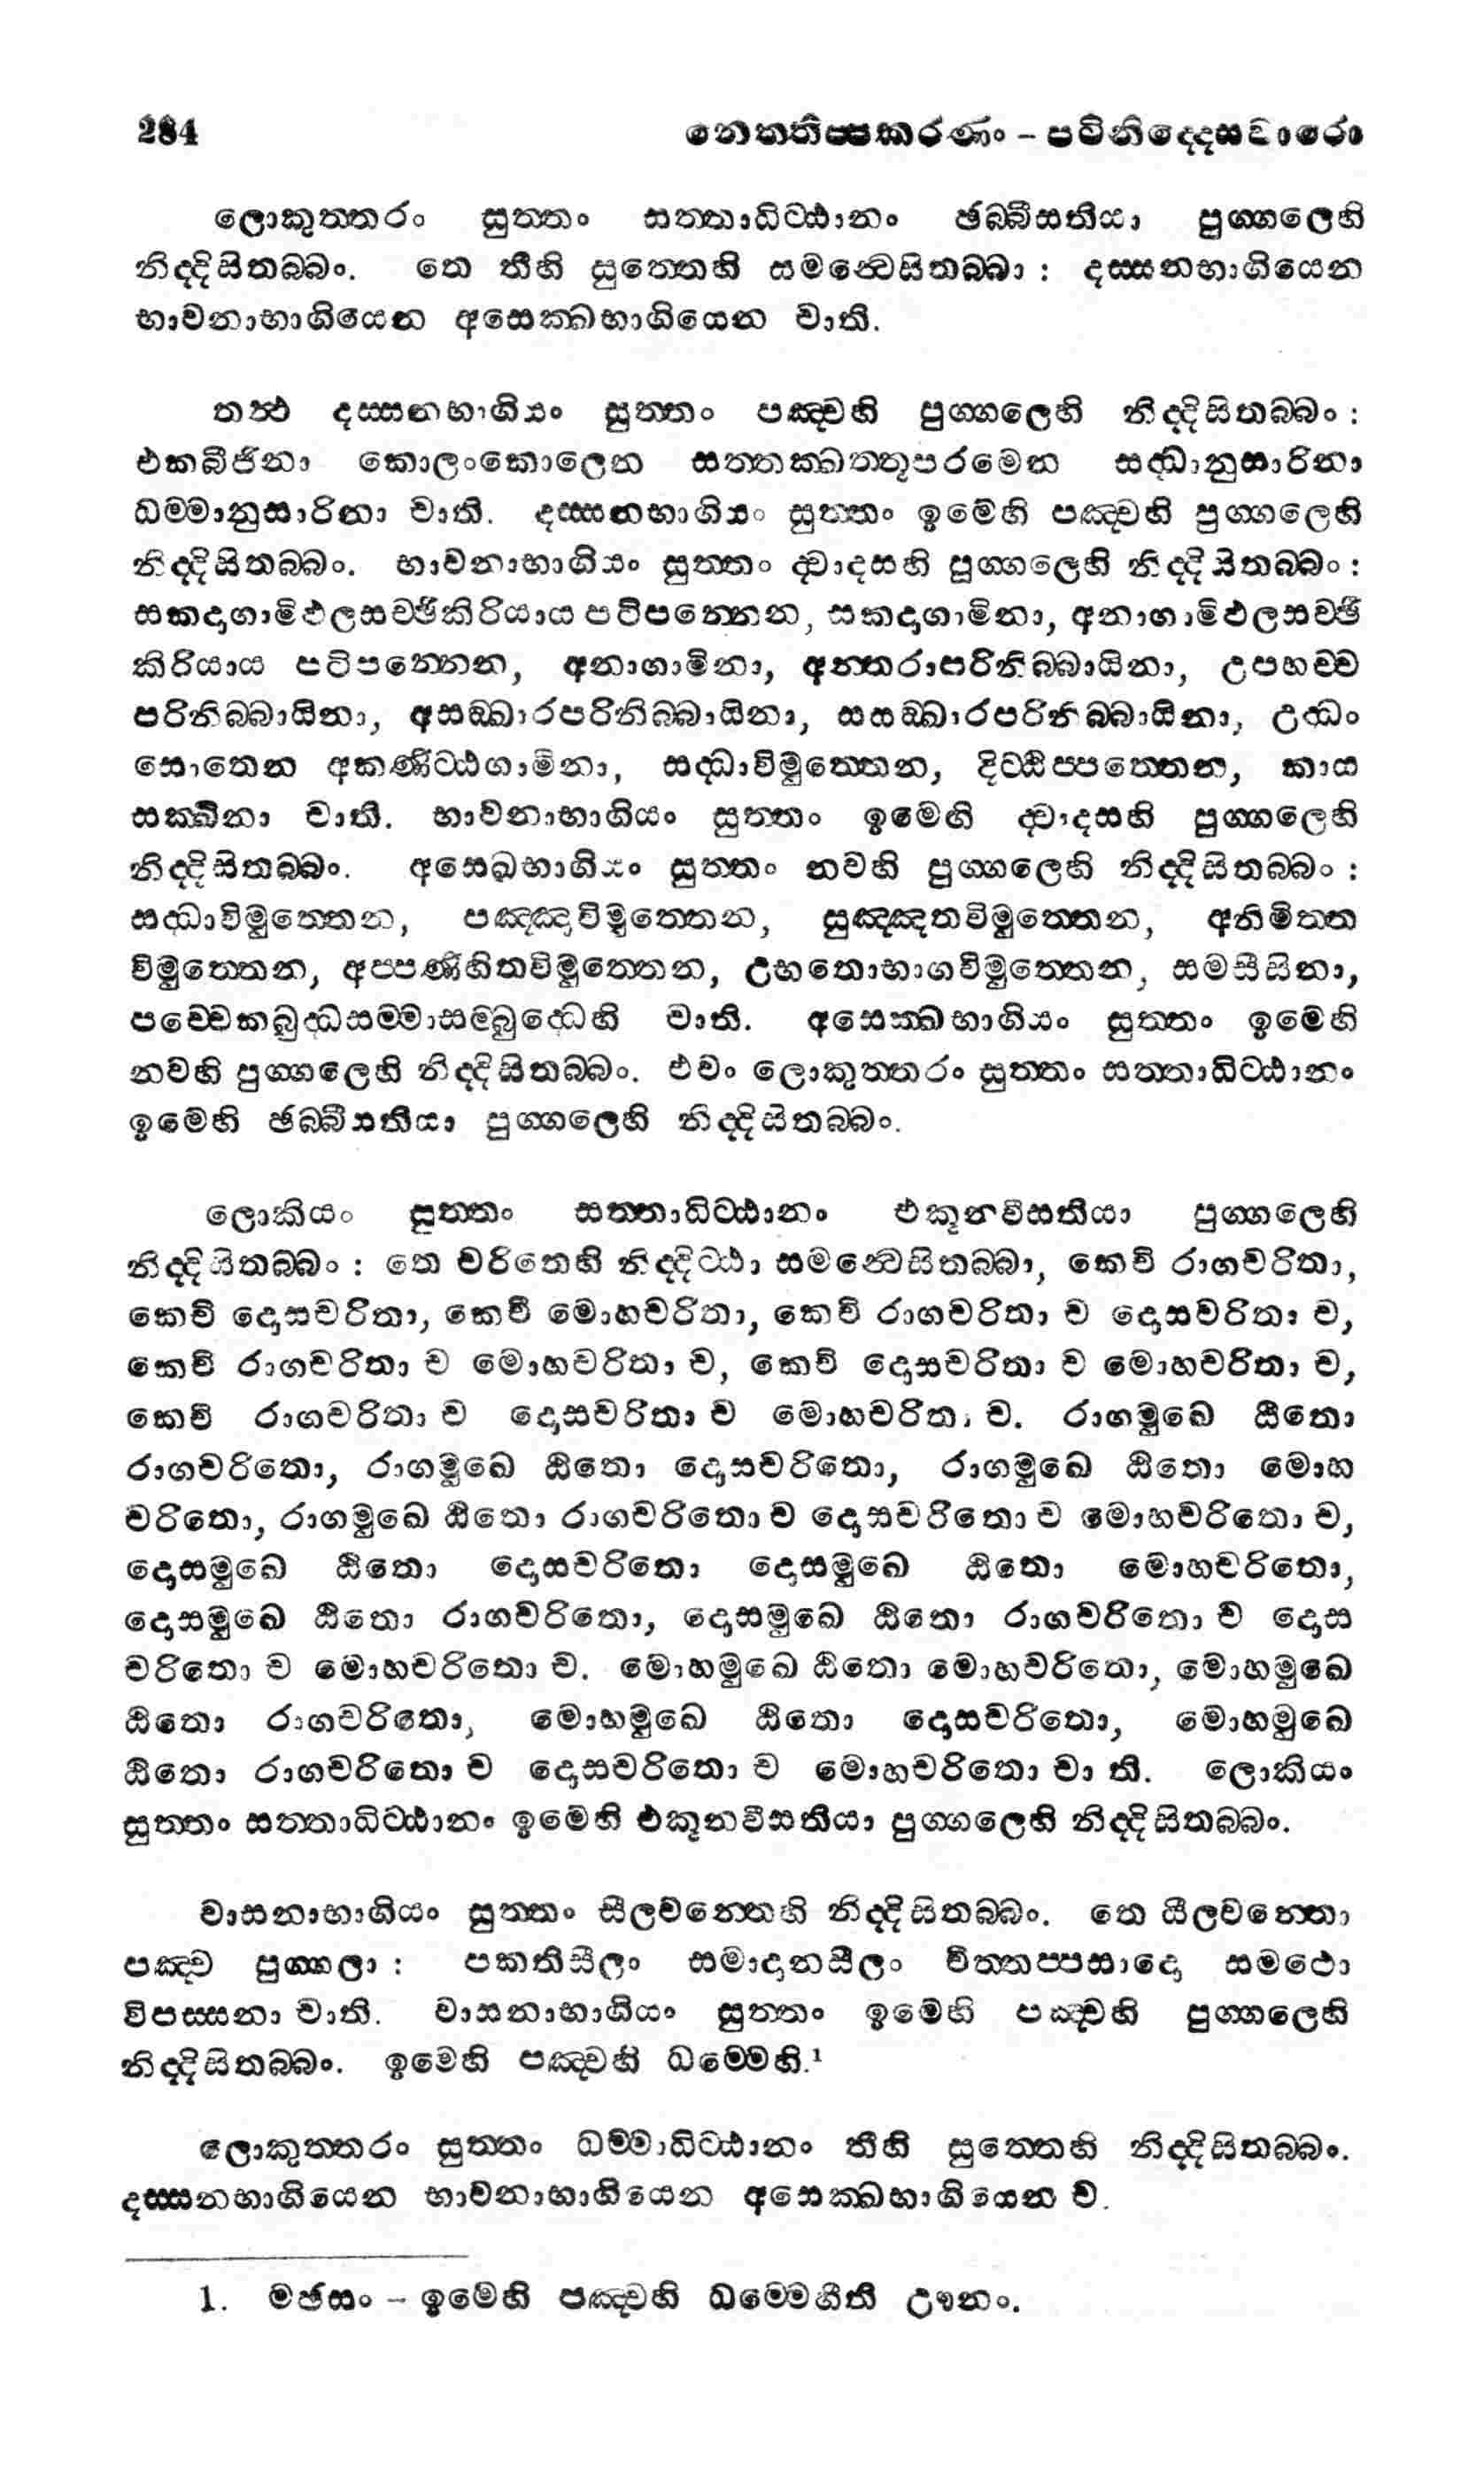 284 නෙත්තිප්පකරණං – පටිනිද්දෙසවාරො
ලොකුත්තරං සුත්තං සත්තාධිට්ඨානං ඡබ්බීසතියා පුග්ගලෙහි
නිද්දිසිතබ්බං. තෙ තීහි සුත්තෙහි සමන්වෙසිතබ්බා : දස්සනභාගියෙන
භාවනාභාගියෙන අසෙක්ඛභාගියෙන චාති.
තත්ථ දස්සනභාගියං සුත්තං පඤ්චහි පුග්ගලෙහි නිද්දිසිතබ්බං :
එකබීජිනා කොලංකොලෙන සත්තක්ඛත්තූපරමෙන සද්ධානුසාරිනා
ධම්මානුසාරිනා චාති. දස්සනභාගියං සුත්තං ඉමෙහි පඤ්චහි පුග්ගලෙහි
නිද්දිසිතබ්බං. භාවනාභාගියං සුත්තං ද්වාදසහි පුග්ගලෙහි නිද්දිසිතබ්බං :
සකදාගාමිඵලසච්ඡිකිරියාය පටිපන්නෙන, සකදාගාමිනා, අනාගාමිඵලසච්ඡි
කිරියාය පටිපන්නෙන, අනාගාමිනා, අන්තරාපරිනිබ්බායිනා, උපහච්ච
පරිනිබ්බායිනා, අසඞ්ඛාරපරිනිබ්බායිනා, සසඞ්ඛාරපරිනිබ්බායිනා, උද්ධං
සොතෙන අකණිට්ඨගාමිනා, සද්ධාවිමුත්තෙන, දිට්ඨිප්පත්තෙන, කාය
සක්ඛිනා චාති. භාවනාභාගියං සුත්තං ඉමෙහි ද්වාදසහි පුග්ගලෙහි
නිද්දිසිතබ්බං. අසෙඛභාගියං සුත්තං නවහි පුග්ගලෙහි නිද්දිසිතබ්බං :
සද්ධාවිමුත්තෙන, පඤ්ඤාවිමුත්තෙන, සුඤ්ඤතවිමුත්තෙන, අනිමිත්ත
විමුත්තෙන, අප්පණිහිතවිමුත්තෙන, උභතොභාගවිමුත්තෙන, සමසීසිනා,
පච්චෙකබුද්ධසම්මාසම්බුද්ධෙහි චාති. අසෙක්ඛභාගියං සුත්තං ඉමෙහි
නවහි පුග්ගලෙහි නිද්දිසිතබ්බං. එවං ලොකුත්තරං සුත්තං සත්තාධිට්ඨානං
ඉමෙහි ඡබ්බීසතියා පුග්ගලෙහි නිද්දිසිතබ්බං.
ලොකියං සුත්තං සත්තාධිට්ඨානං එකූනවීසතියා පුග්ගලෙහි
නිද්දිසිතබ්බං : තෙ චරිතෙහි නිද්දිට්ඨා සමන්වෙසිතබ්බා, කෙචි රාගචරිතා,
කෙචි දොසචරිතා, කෙචි මොහචරිතා, කෙචි රාගචරිතා ච දොසචරිතා ච,
කෙචි රාගචරිතා ච මොහචරිතා ච, කෙචි දොසචරිතා ච මොහචරිතා ච,
කෙචි රාගචරිතා ච දොසචරිතා ච මොහචරිතා ච. රාගමුඛෙ ඨිතො
රාගචරිතො, රාගමුඛෙ ඨිතො දොසචරිතො, රාගමුඛෙ ඨිතො මොහ
චරිතො, රාගමුඛෙ ඨිතො රාගචරිතො ච දොසචරිතො ච මොහචරිතො ච,
දොසමුඛෙ ඨිතො දොසචරිතො දොසමුඛෙ ඨිතො මොහචරිතො,
දොසමුඛෙ ඨිතො රාගචරිතො, දොසමුඛෙ ඨිතො රාගචරිතො ච දොස
චරිතො ච මොහචරිතො ච. මොහමුඛෙ ඨිතො මොහචරිතො, මොහමුඛෙ
ඨිතො රාගචරිතො, මොහමුඛෙ ඨිතො දොසචරිතො, මොහමුඛෙ
ඨිතො රාගචරිතො ච දොසචරිතො ච මොහචරිතො චා ති. ලොකියං
සුත්තං සත්තාධිට්ඨානං ඉමෙහි එකූනවීසතියා පුග්ගලෙහි නිද්දිසිතබ්බං.
වාසනාභාගියං සුත්තං සීලවන්තෙහි නිද්දිසිතබ්බං. තෙ සීලවන්තො
පඤ්ච පුග්ගලා : පකතිසීලං සමාදානසීලං චිත්තප්පසාදො සමථො
විපස්සනා චාති. වාසනාභාගියං සුත්තං ඉමෙහි පඤ්චහි පුග්ගලෙහි
නිද්දිසිතබ්බං. ඉමෙහි පඤ්චහි ධම්මෙහි.¹
ලොකුත්තරං සුත්තං ධම්මාධිට්ඨානං තීහි සුත්තෙහි නිද්දිසිතබ්බං.
දස්සනභාගියෙන භාවනාභාගියෙන අසෙක්ඛභාගියෙන ච.
1. මඡසං – ඉමෙහි පඤ්චහි ධම්මෙහීති ඌනං.